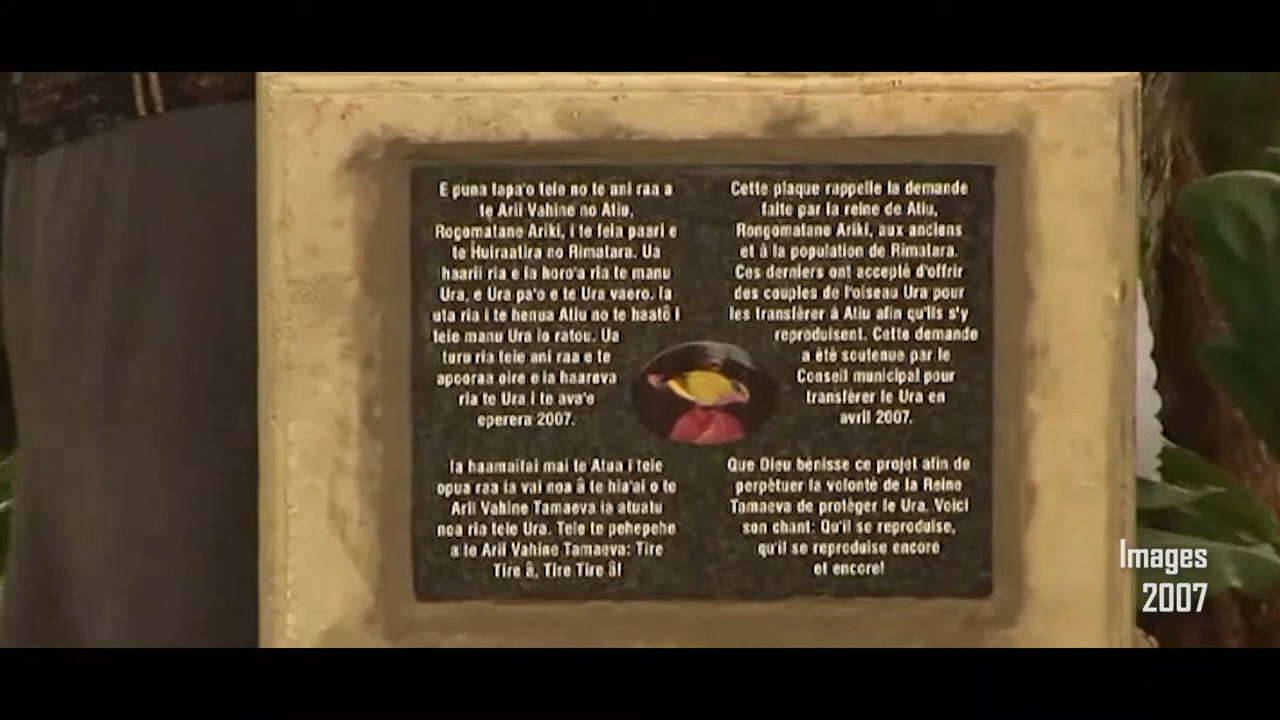 E puna tapa'o teie no te ani raa a
te Arii Vahine no Atiu,
Rogomatane Ariki, i te feia paari e
te Huiraatira no Rimatara. Ua
haarii ria e ia horo'a ria te manu
Ura, e Ura pa'o e te Ura vaero. Ia
uta ria i te henua Atiu no te haatō i
teie manu Ura io ratou. Ua
turu ria teie ani raa e te
apooraa oire e ia haareva
ria te Ura i te ava'e
eperera 2007.
Ia haamaitai mai te Atua i teie
opua raa ia vai noa â te hia'ai o te
Arii Vahine Tamaeva ia atuatu
noa ria teie Ura. Teie te pehepehe
a te Arii Vahine Tamaeva: Tire
Tire â, Tire Tire â!
Cette plaque rappelle la demande
faite par la reine de Atiu,
Rongomatane Ariki, aux anciens
et à la population de Rimatara.
Ces derniers ont accepté d'offrir
des couples de l'oiseau Ura pour
les transférer à Atiu afin qu'ils s'y
reproduisent. Cette demande
a été soutenue par le
Conseil municipal pour
transférer le Ura en
avril 2007.
Que Dieu bénisse ce projet afin de
perpétuer la volonté de la Reine
Tamaeva de protéger le Ura. Voici
son chant: Qu'il se reproduise,
qu'il se reproduise encore
et encore!
Images
2007